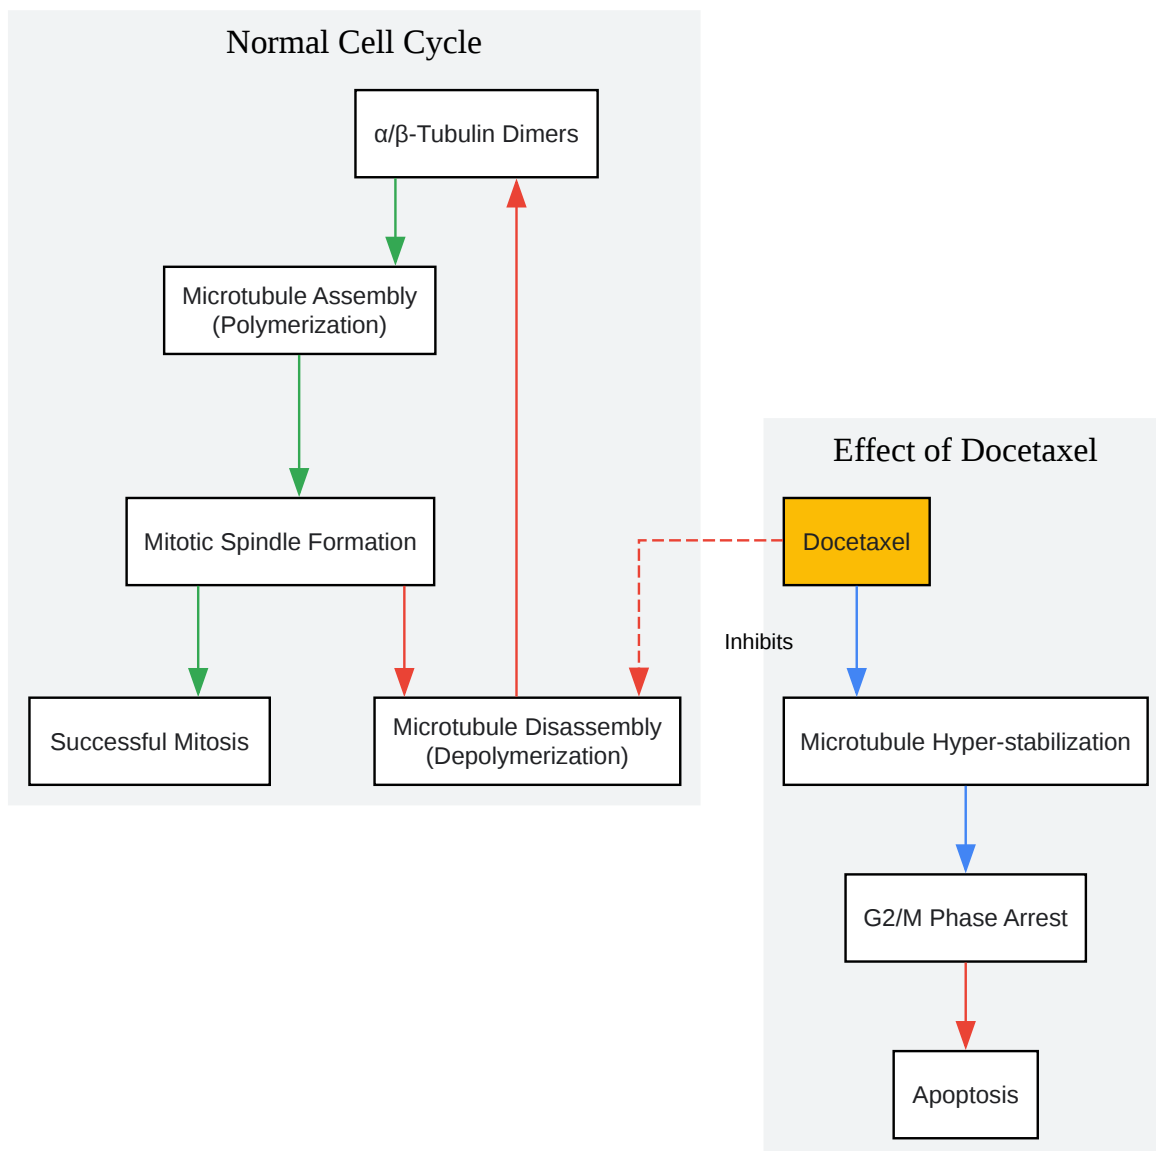 Normal Cell Cycle
α/β-Tubulin Dimers
Microtubule Assembly
(Polymerization)
Mitotic Spindle Formation
Successful Mitosis
Microtubule Disassembly
(Depolymerization)
Effect of Docetaxel
Docetaxel
Inhibits
Microtubule Hyper-stabilization
G2/M Phase Arrest
Apoptosis